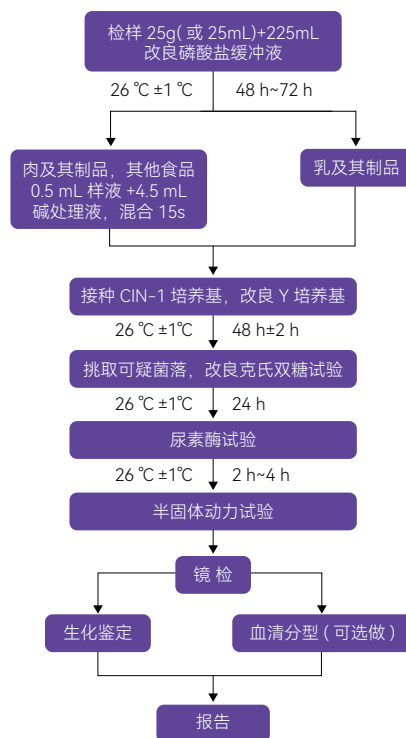 检样 25g( 或 25mL)+225mL
改良磷酸盐缓冲液
26 ℃ ±1 ℃ 48 h~72 h
肉及其制品，其他食品
0.5 mL 样液 +4.5 mL
碱处理液，混合 15s
乳及其制品
接种 CIN-1 培养基，改良 Y 培养基
26 ℃ ±1℃ 48 h±2 h
挑取可疑菌落，改良克氏双糖试验
26 ℃ ±1℃ 24 h
尿素酶试验
26 ℃ ±1℃ 2 h~4 h
半固体动力试验
镜 检
生化鉴定 血清分型 ( 可选做 )
报告